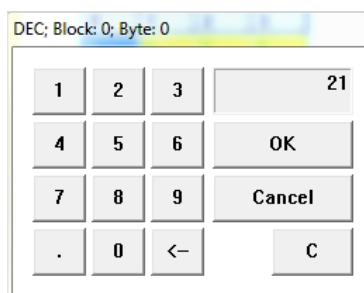 DEC; Block: 0; Byte: 0
1 2 3 21
4 5 6 OK
7 8 9 Cancel
. 0 <- C